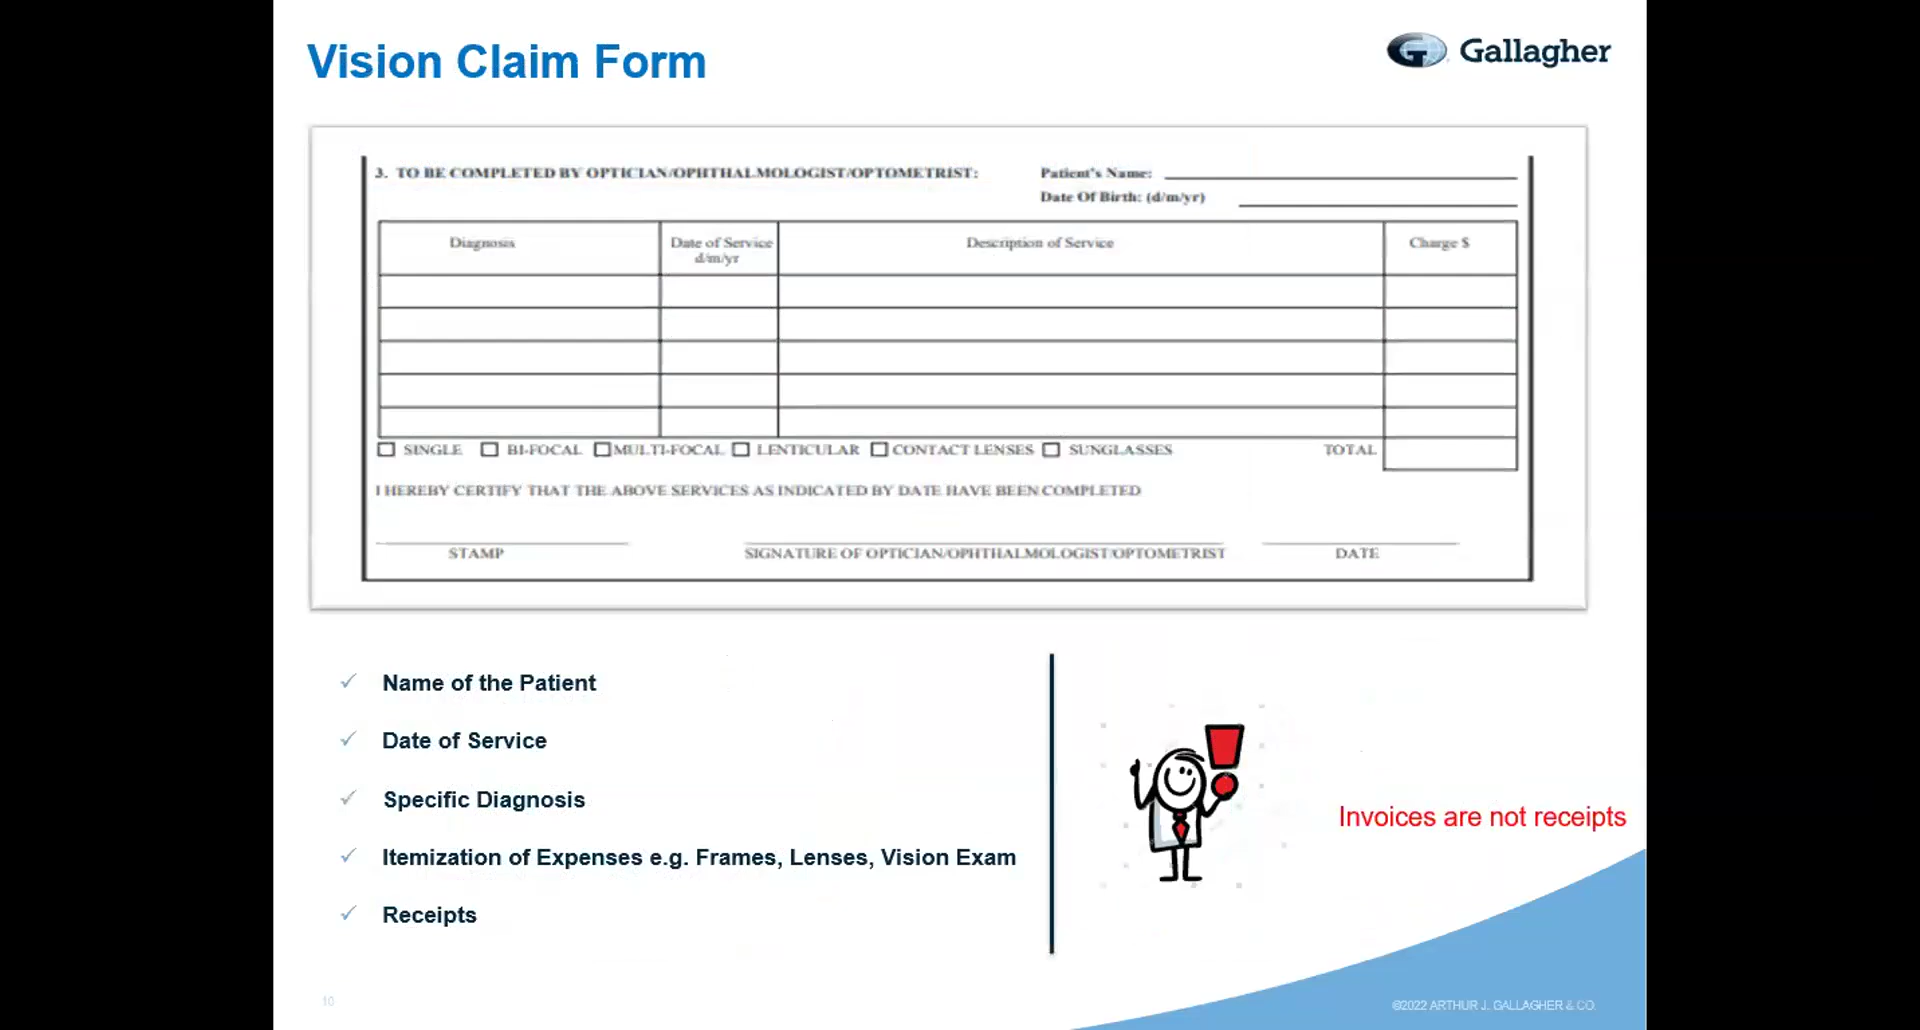 Vision Claim Form
Gallagher
3. TO BE COMPLETED BY OPTICIAN/OPHTHALMOLOGIST/OPTOMETRIST:
Patient's Name:
Date Of Birth: (d/m/yr)
Diagnosis
Date of Service
d/m/yr
Description of Service
Charge $
SINGLE BI-FOCAL MULTI-FOCAL LENTICULAR CONTACT LENSES SUNGLASSES TOTAL
I HEREBY CERTIFY THAT THE ABOVE SERVICES AS INDICATED BY DATE HAVE BEEN COMPLETED
STAMP
SIGNATURE OF OPTICIAN/OPHTHALMOLOGIST/OPTOMETRIST
DATE
✓ Name of the Patient
✓ Date of Service
✓ Specific Diagnosis
✓ Itemization of Expenses e.g. Frames, Lenses, Vision Exam
✓ Receipts
Invoices are not receipts
10
©2022 ARTHUR J. GALLAGHER & CO.